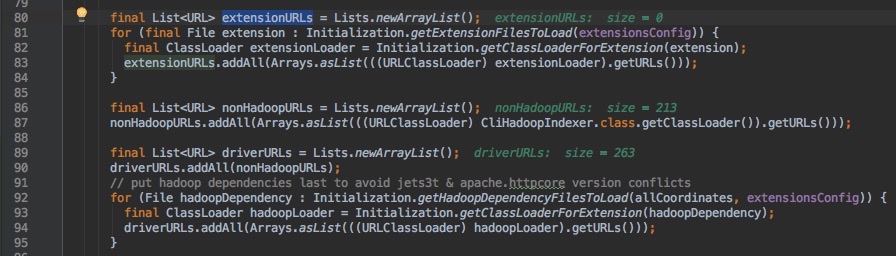 79
80 final List<URL> extensionURLs = Lists.newArrayList(); extensionURLs: size = 0
81 for (final File extension : Initialization.getExtensionFilesToLoad(extensionsConfig)) {
82 final ClassLoader extensionLoader = Initialization.getClassLoaderForExtension(extension);
83 extensionURLs.addAll(Arrays.asList(((URLClassLoader) extensionLoader).getURLs()));
84 }
85
86 final List<URL> nonHadoopURLs = Lists.newArrayList(); nonHadoopURLs: size = 213
87 nonHadoopURLs.addAll(Arrays.asList(((URLClassLoader) CliHadoopIndexer.class.getClassLoader()).getURLs()));
88
89 final List<URL> driverURLs = Lists.newArrayList(); driverURLs: size = 263
90 driverURLs.addAll(nonHadoopURLs);
91 // put hadoop dependencies last to avoid jets3t & apache.httpcore version conflicts
92 for (File hadoopDependency : Initialization.getHadoopDependencyFilesToLoad(allCoordinates, extensionsConfig)) {
93 final ClassLoader hadoopLoader = Initialization.getClassLoaderForExtension(hadoopDependency);
94 driverURLs.addAll(Arrays.asList(((URLClassLoader) hadoopLoader).getURLs()));
95 }
96